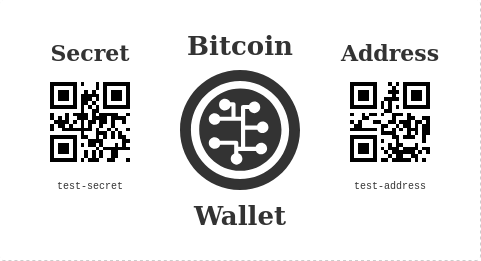 Secret
test-secret
Bitcoin
Wallet
Address
test-address